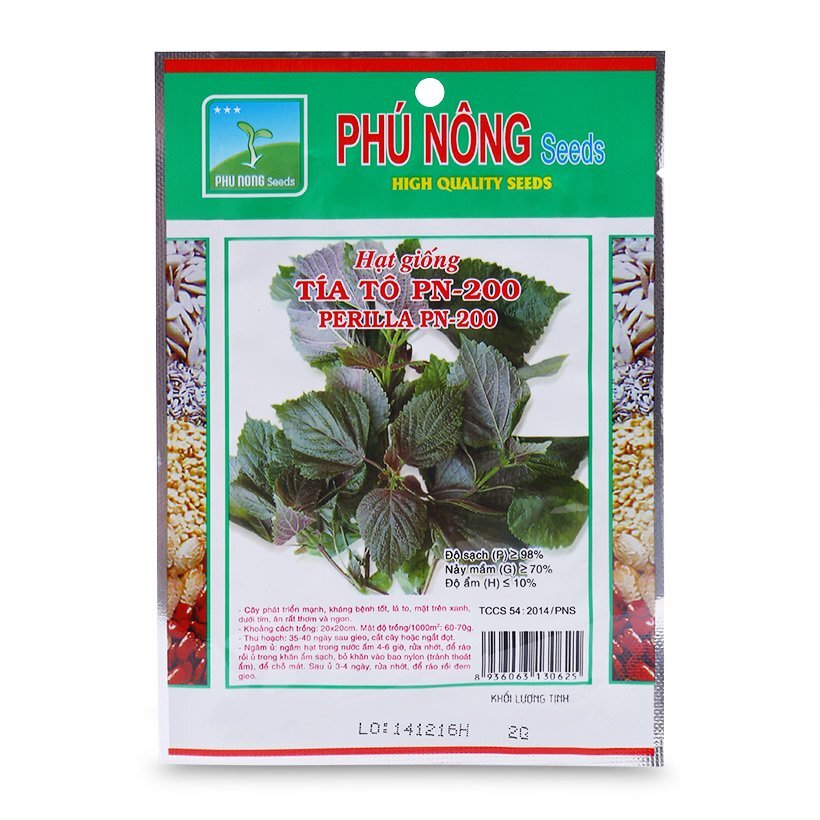 ★★★
PHU NONG Seeds
PHÚ NÔNG Seeds
HIGH QUALITY SEEDS
Hạt giống
TÍA TÔ PN-200
PERILLA PN-200
Độ sạch (P) ≥ 98%
Nảy mầm (G) ≥ 70%
Độ ẩm (H) ≤ 10%
- Cây phát triển mạnh, kháng bệnh tốt, lá to, mặt trên xanh,
dưới tím, ăn rất thơm và ngon.
- Khoảng cách trồng: 20x20cm. Mật độ trồng/1000m²: 60-70g.
- Thu hoạch: 35-40 ngày sau gieo, cắt cây hoặc ngắt đọt.
- Ngâm ủ: ngâm hạt trong nước ấm 4-6 giờ, rửa nhớt, để ráo
rồi ủ trong khăn ẩm sạch, bỏ khăn vào bao nylon (tránh thoát
ẩm), để chỗ mát. Sau ủ 3-4 ngày, rửa nhớt, để ráo rồi đem
gieo.
TCCS 54 : 2014/PNS
8 936063 130625
KHỐI LƯỢNG TỊNH
LO: 141216H 2G